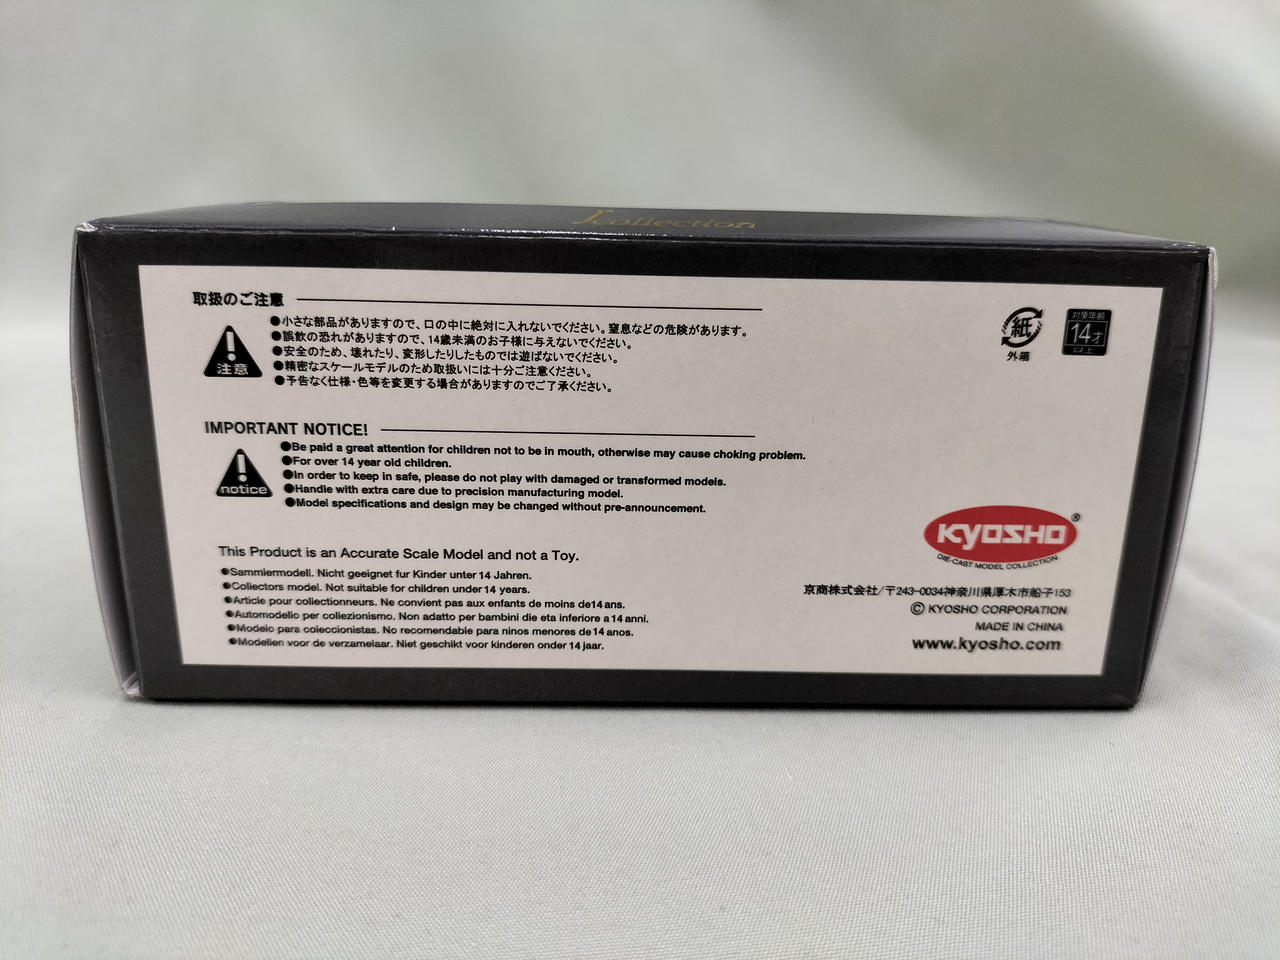 Jcollection
取扱のご注意
注意
●小さな部品がありますので、口の中に絶対に入れないでください。窒息などの危険があります。
●誤飲の恐れがありますので、14歳未満のお子様に与えないでください。
●安全のため、壊れたり、変形したりしたものでは遊ばないでください。
●精密なスケールモデルのため取扱いには十分ご注意ください。
●予告なく仕様・色等を変更する場合がありますのでご了承ください。
紙
外箱
対象年齢
14才
以上
IMPORTANT NOTICE!
notice
●Be paid a great attention for children not to be in mouth, otherwise may cause choking problem.
●For over 14 year old children.
●In order to keep in safe, please do not play with damaged or transformed models.
●Handle with extra care due to precision manufacturing model.
●Model specifications and design may be changed without pre-announcement.
This Product is an Accurate Scale Model and not a Toy.
●Sammlermodell. Nicht geeignet fur Kinder unter 14 Jahren.
●Collectors model. Not suitable for children under 14 years.
●Article pour collectionneurs. Ne convient pas aux enfants de moins de14 ans.
●Automodello per collezionismo. Non adatto per bambini die eta inferiore a 14 anni.
●Modelo para coleccionistas. No recomendable para ninos menores de14 anos.
●Modellen voor de verzamelaar. Niet geschikt voor kinderen onder 14 jaar.
KYOSHO®
DIE-CAST MODEL COLLECTION
京商株式会社/〒243-0034神奈川県厚木市船子153
© KYOSHO CORPORATION
MADE IN CHINA
www.kyosho.com